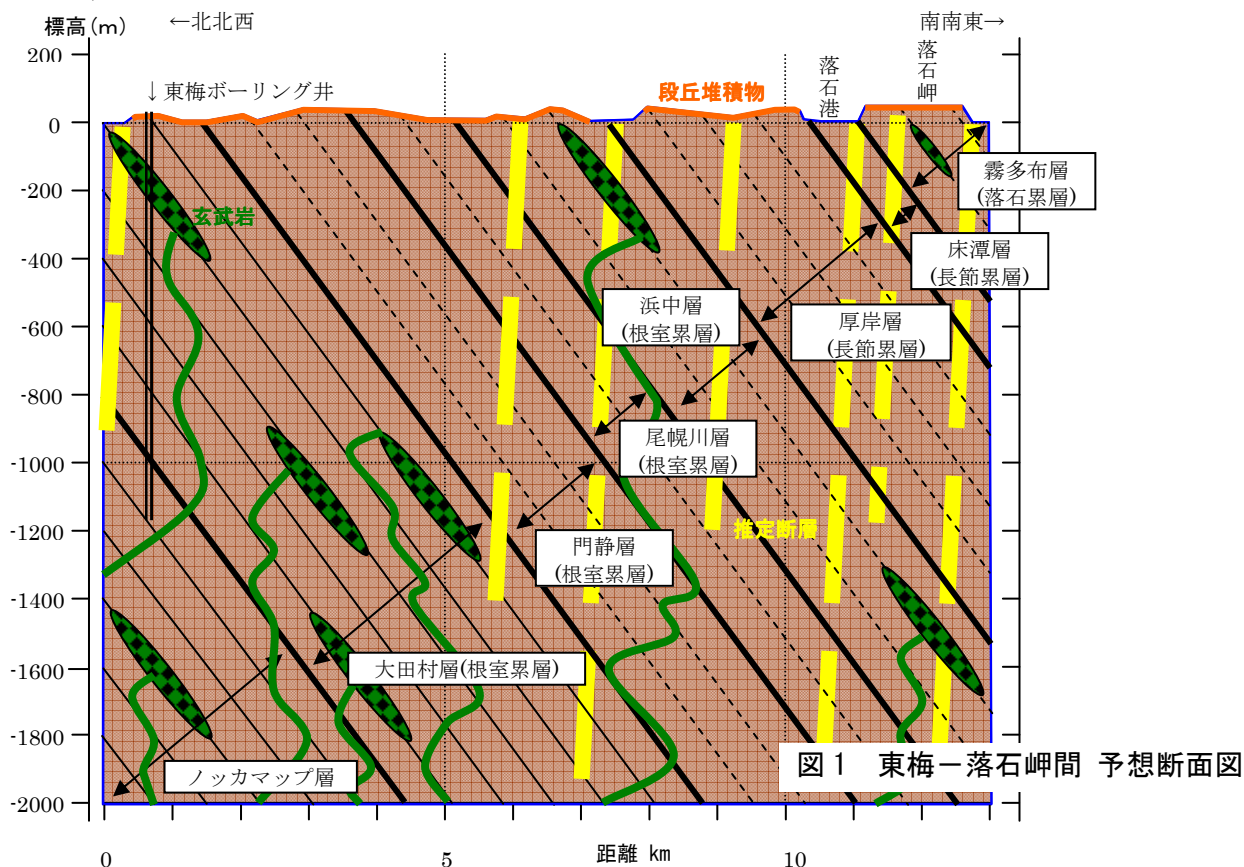 標高(m)
←北北西
南南東→
200
0
-200
-400
-600
-800
-1000
-1200
-1400
-1600
-1800
-2000
↓東梅ボーリング井
段丘堆積物
落石港
落石岬
玄武岩
霧多布層
(落石累層)
床潭層
(長節累層)
浜中層
(根室累層)
厚岸層
(長節累層)
尾幌川層
(根室累層)
推定断層
門静層
(根室累層)
大田村層(根室累層)
ノッカマップ層
図1 東梅－落石岬間 予想断面図
0
5
距離 km
10